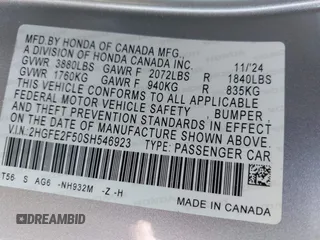 MFD. BY HONDA OF CANADA MFG.,
A DIVISION OF HONDA CANADA INC. 11/'24
GVWR 3860LBS GAWR F 2072LBS R 1840LBS
GVWR 1760KG GAWR F 940KG R 835KG
THIS VEHICLE CONFORMS TO ALL APPLICABLE
FEDERAL MOTOR VEHICLE SAFETY , BUMPER ,
AND THEFT PREVENTION STANDARDS IN EFFECT
ON THE DATE OF MANUFACTURE SHOWN ABOVE.
V.I.N: 2HGFE2F50SH546923 TYPE: PASSENGER CAR
T56 S AG6 -NH932M -Z -H
MADE IN CANADA
DREAMBID